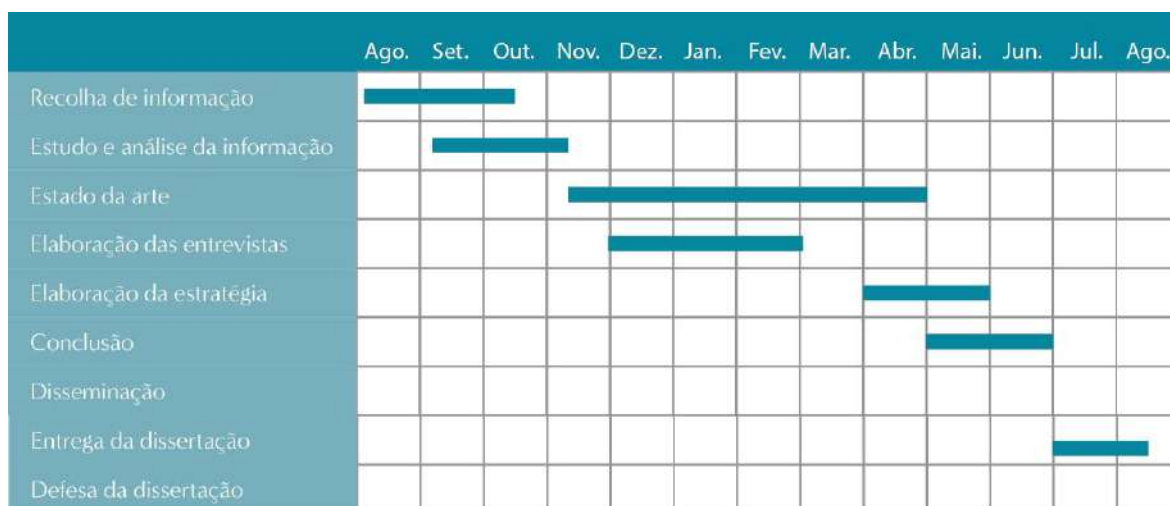 Ago. Set. Out. Nov. Dez. Jan. Fev. Mar. Abr. Mai. Jun. Jul. Ago.
Recolha de informação
Estudo e análise da informação
Estado da arte
Elaboração das entrevistas
Elaboração da estratégia
Conclusão
Disseminação
Entrega da dissertação
Defesa da dissertação